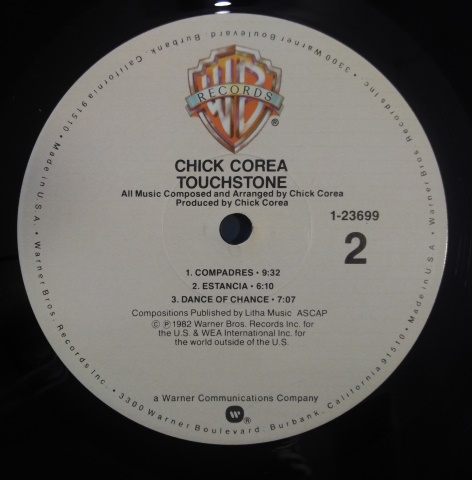 3300 Warner Boulevard. Burbank, California 91510 • Made in U.S.A. • Warner Bros. Records Inc. • 3300 Warner Boulevard. Burbank, California 91510 • Made in U.S.A. • Warner Bros. Records Inc. •
WB
RECORDS
®
CHICK COREA
TOUCHSTONE
All Music Composed and Arranged by Chick Corea
Produced by Chick Corea
1-23699
2
1. COMPADRES • 9:32
2. ESTANCIA • 6:10
3. DANCE OF CHANCE • 7:07
Compositions Published by Litha Music ASCAP
© ℗ 1982 Warner Bros. Records Inc. for
the U.S. & WEA International Inc. for
the world outside of the U.S.
a Warner Communications Company
W ®